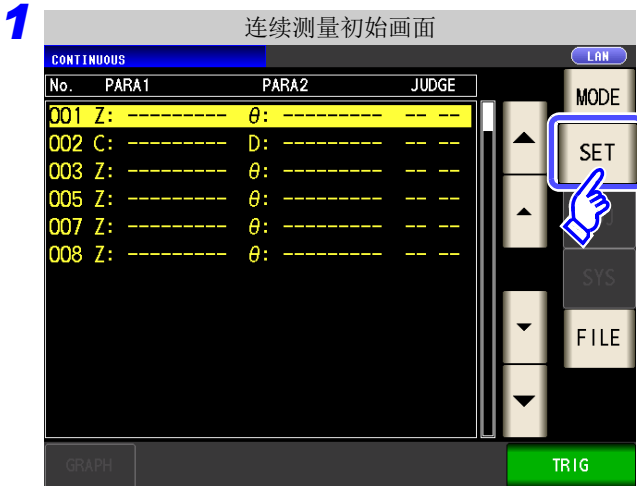 1
连续测量初始画面
CONTINUOUS LAN
No. PARA1 PARA2 JUDGE
MODE
001 Z: --------- θ: --------- -- --
002 C: --------- D: --------- -- --
SET
003 Z: --------- θ: --------- -- --
005 Z: --------- θ: --------- -- --
007 Z: --------- θ: --------- -- --
008 Z: --------- θ: --------- -- --
SYS
FILE
GRAPH TRIG